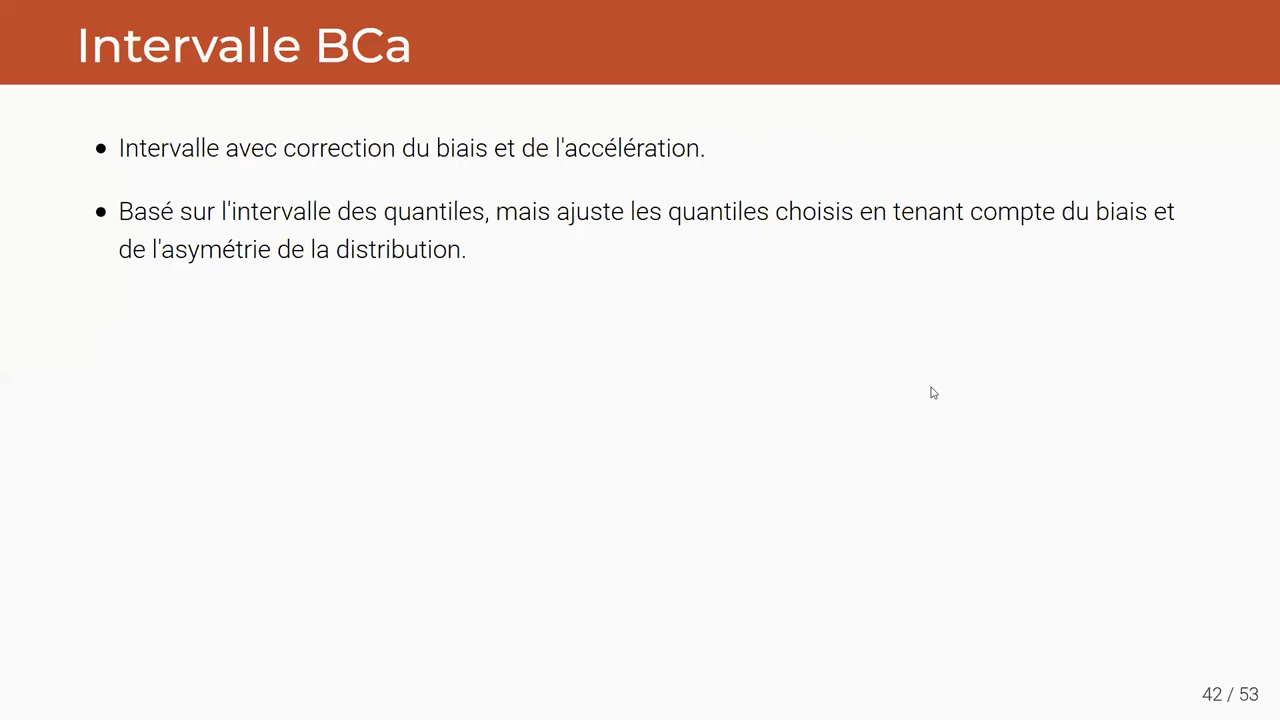 Intervalle BCa
• Intervalle avec correction du biais et de l'accélération.
• Basé sur l'intervalle des quantiles, mais ajuste les quantiles choisis en tenant compte du biais et
de l'asymétrie de la distribution.
42 / 53